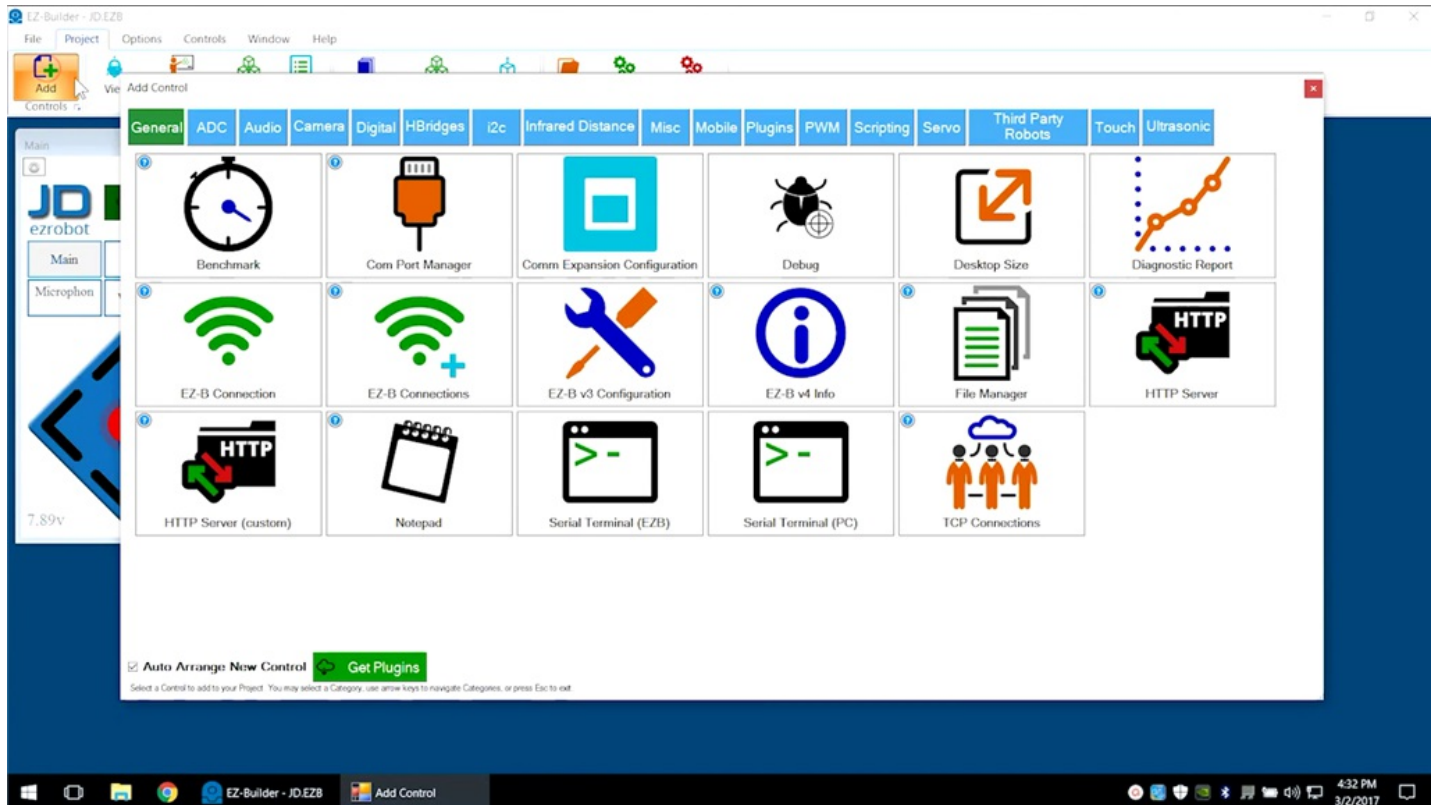 EZ-Builder - JD.EZB
File Project Options Controls Window Help
Add
Controls
Add Control
General ADC Audio Camera Digital HBridges i2c Infrared Distance Misc Mobile Plugins PWM Scripting Servo Third Party Robots Touch Ultrasonic
Main
JD
ezrobot
Main
Microphon
7.89v
Benchmark Com Port Manager Comm Expansion Configuration Debug Desktop Size Diagnostic Report
HTTP
EZ-B Connection EZ-B Connections EZ-B v3 Configuration EZ-B v4 Info File Manager HTTP Server
HTTP
HTTP Server (custom) Notepad Serial Terminal (EZB) Serial Terminal (PC) TCP Connections
Auto Arrange New Control Get Plugins
Select a Control to add to your Project. You may select a Category, use arrow keys to navigate Categories, or press Esc to exit
EZ-Builder - JD.EZB Add Control
4:32 PM
3/2/2017